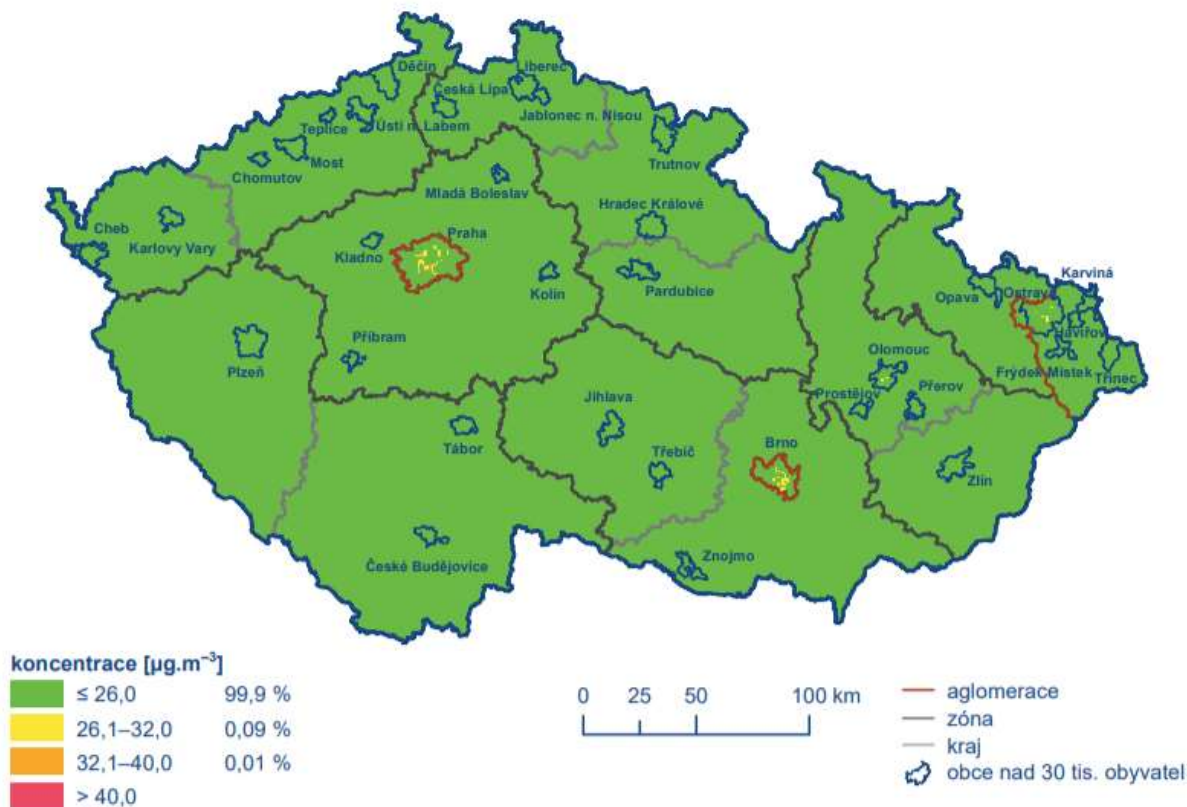 Děčín
Liberec
Česká Lípa
Jablonec n. Nisou
Teplice
Ústí n. Labem
Most
Chomutov
Trutnov
Mladá Boleslav
Hradec Králové
Cheb
Karlovy Vary
Praha
Kladno
Kolín
Pardubice
Karviná
Opava
Ostrava
Havířov
Příbram
Plzeň
Olomouc
Frýdek Místek
Třinec
Prostějov
Přerov
Jihlava
Tábor
Třebíč
Brno
Zlín
České Budějovice
Znojmo
koncentrace [µg.m⁻³]
≤ 26,0 99,9 %
26,1–32,0 0,09 %
32,1–40,0 0,01 %
> 40,0
0 25 50 100 km
aglomerace
zóna
kraj
obce nad 30 tis. obyvatel